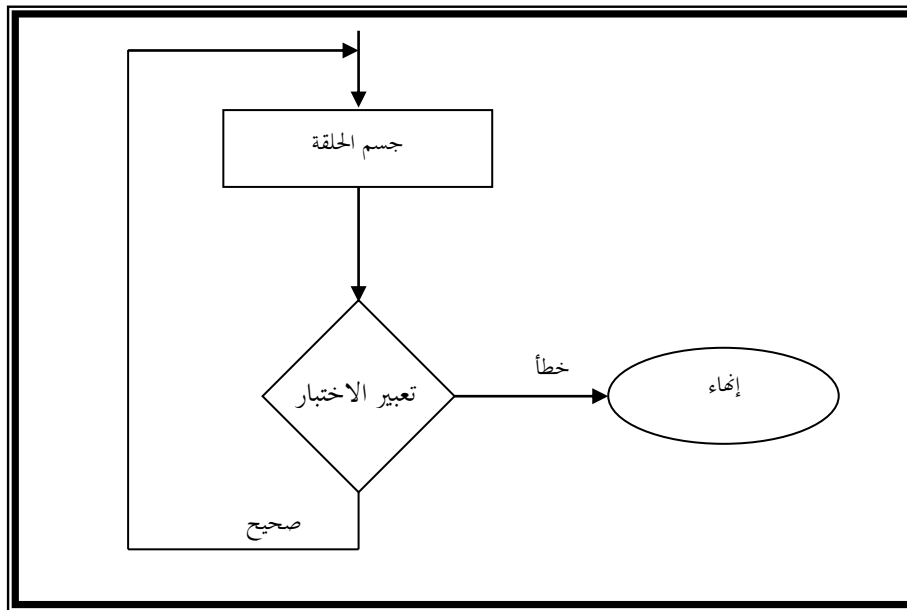 جسم الحلقة
تعبير الاختبار
خطأ
إنهاء
صحيح